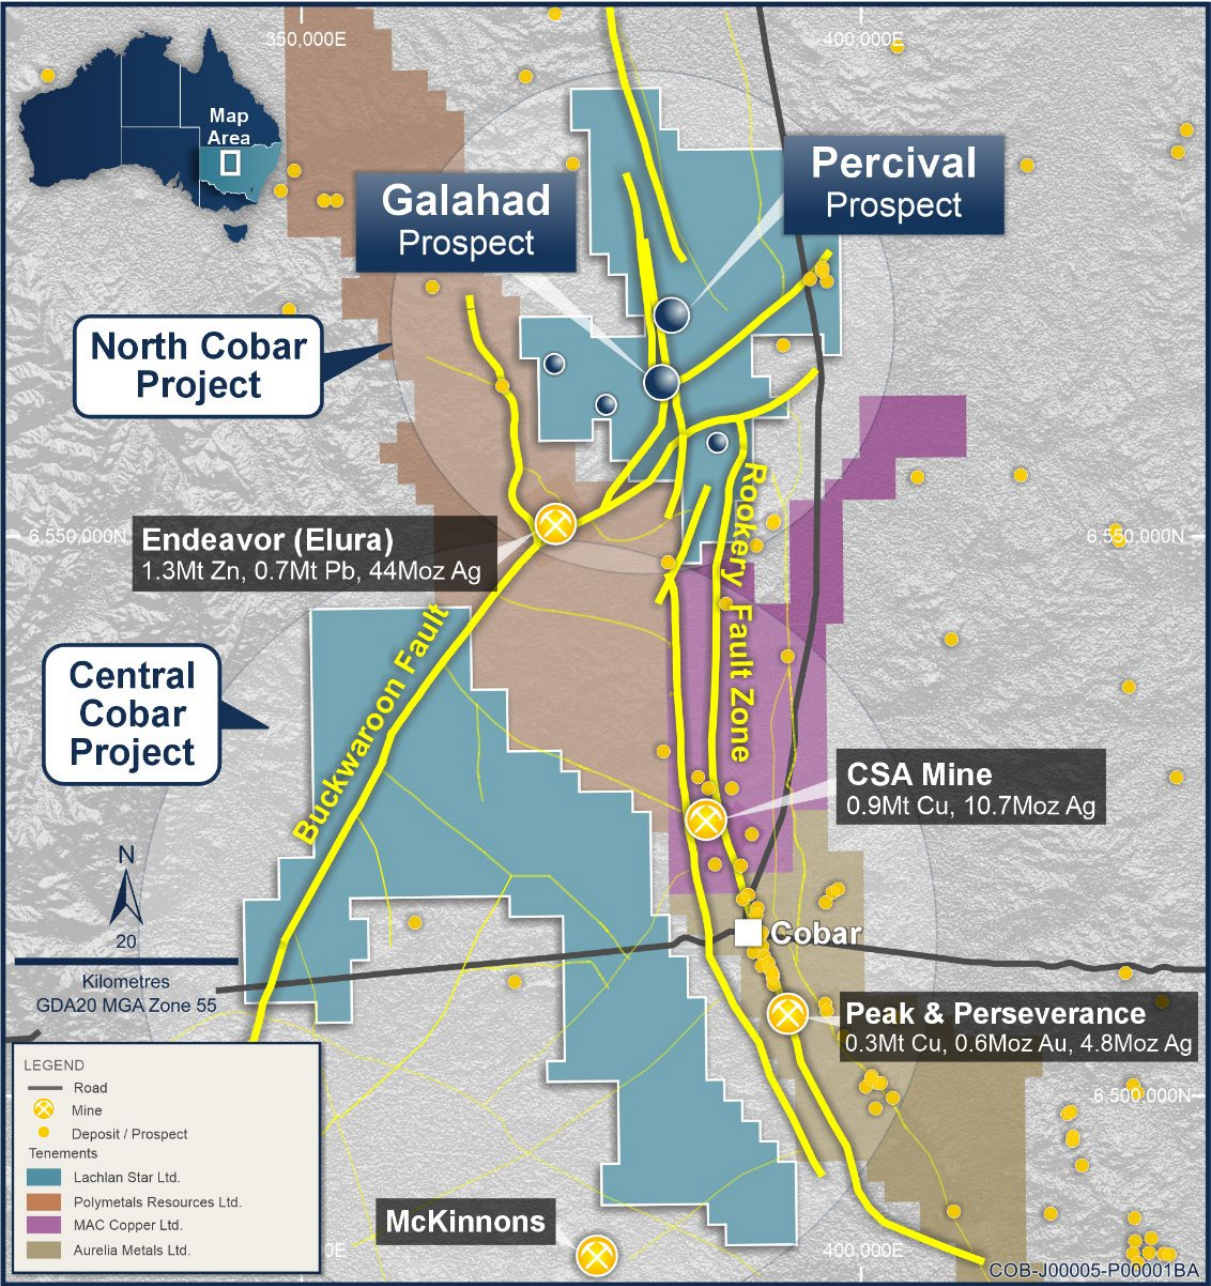 350,000E
400,000E
Map
Area
Percival
Prospect
Galahad
Prospect
North Cobar
Project
6,550,000N
6,550,000N
Endeavor (Elura)
1.3Mt Zn, 0.7Mt Pb, 44Moz Ag
Rookery Fault Zone
Buckwaroon Fault
Central
Cobar
Project
CSA Mine
0.9Mt Cu, 10.7Moz Ag
N
20
Kilometres
GDA20 MGA Zone 55
Cobar
Peak & Perseverance
0.3Mt Cu, 0.6Moz Au, 4.8Moz Ag
6,500,000N
LEGEND
Road
Mine
Deposit / Prospect
Tenements
Lachlan Star Ltd.
Polymetals Resources Ltd.
MAC Copper Ltd.
Aurelia Metals Ltd.
McKinnons
0E
400,000E
COB-J00005-P00001BA